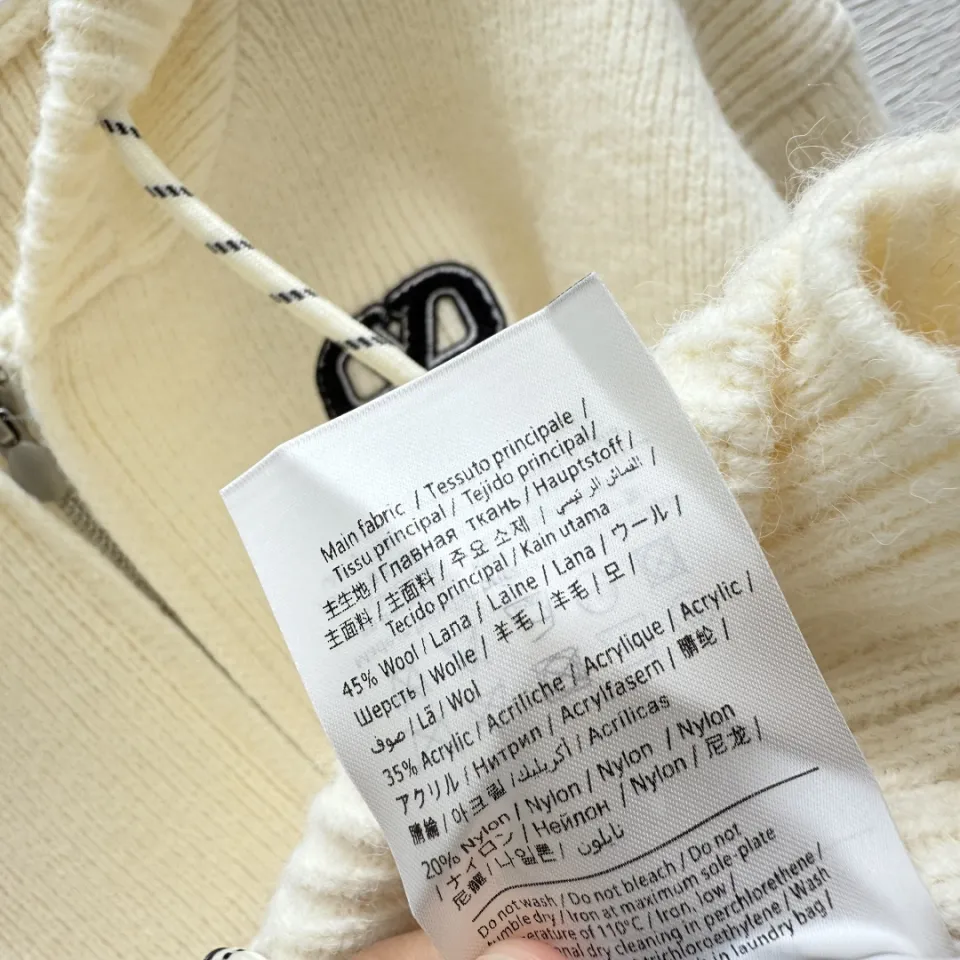 Main fabric / Tessuto principale /
Tissu principal / Tejido principal/
主生地 / Главная ткань / Hauptstoff /
主面料 / 主面料 / 주요 소재 / القماش الرئيسي /
Tecido principal / Kain utama
45% Wool / Lana / Laine / Lana / ウール /
Шерсть / Wolle / 羊毛 / 羊毛 / 모 /
صوف / Lã / Wol
35% Acrylic / Acriliche / Acrylique / Acrylic /
アクリル / Нитрил / Acrylfasern / 腈纶 /
腈綸 / 아크릴 / أكريليك / Acrílicas
20% Nylon / Nylon / Nylon / Nylon
/ ナイロン / Нейлон / Nylon / 尼龙 /
尼龍 / 나일론 / نايلون
Do not wash / Do not bleach / Do not
tumble dry / Iron at maximum sole-plate
of 110°C / Iron, low /
dry cleaning in perchlorethene /
trichloroethylene / Wash
in laundry bag /